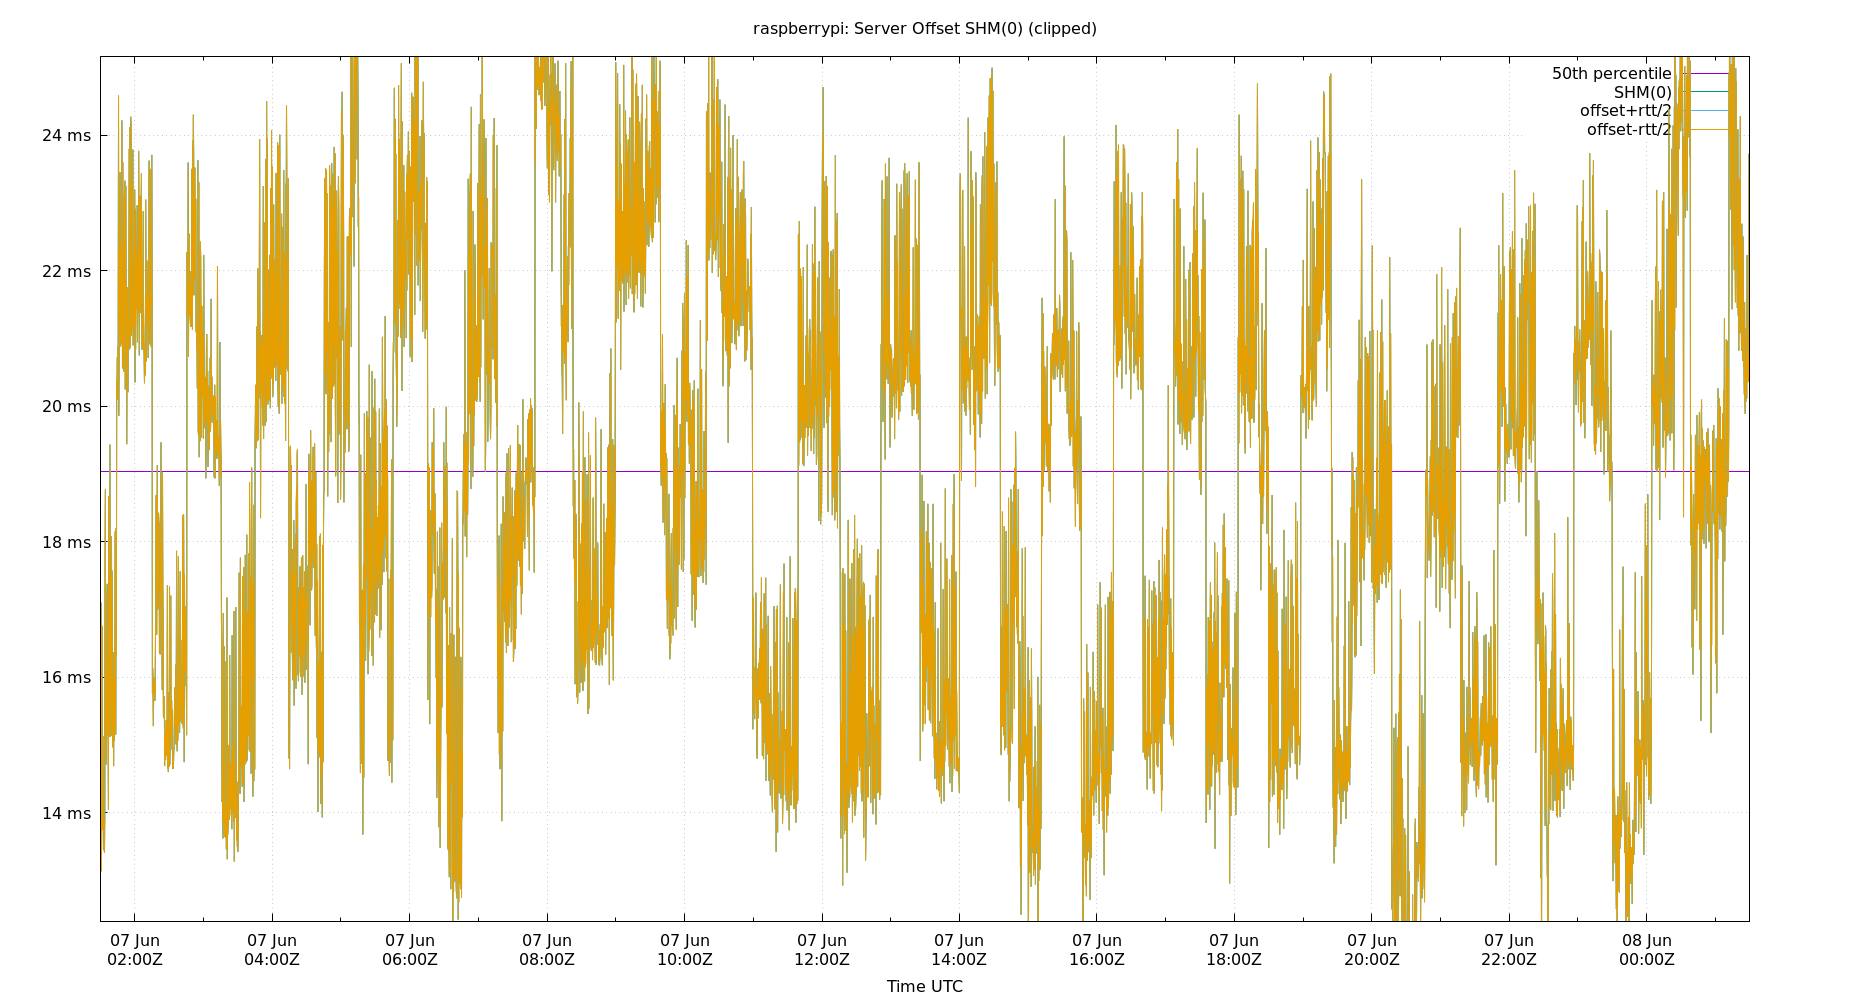 raspberrypi: Server Offset SHM(0) (clipped)
50th percentile
SHM(0)
offset+rtt/2
offset-rtt/2
24 ms
22 ms
20 ms
18 ms
16 ms
14 ms
07 Jun 07 Jun 07 Jun 07 Jun 07 Jun 07 Jun 07 Jun 07 Jun 07 Jun 07 Jun 07 Jun 08 Jun
02:00Z 04:00Z 06:00Z 08:00Z 10:00Z 12:00Z 14:00Z 16:00Z 18:00Z 20:00Z 22:00Z 00:00Z
Time UTC